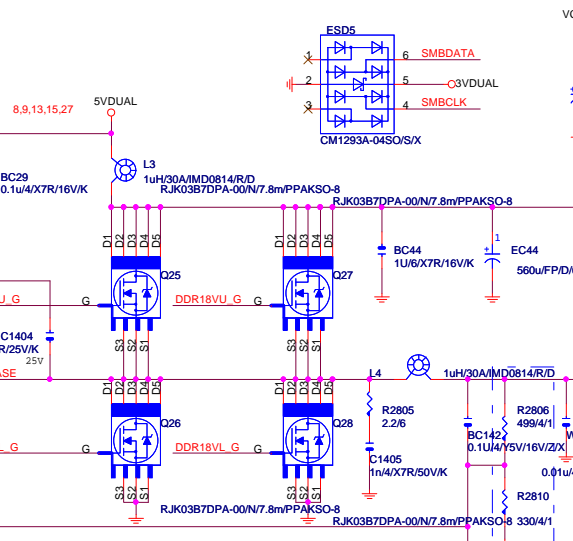 VC
ESD5
1
6
SMBDATA
2
5
3VDUAL
3
4
SMBCLK
CM1293A-04SO/S/X
8,9,13,15,27
5VDUAL
BC29
0.1u/4/X7R/16V/K
L3
1uH/30A/IMD0814/R/D
RJK03B7DPA-00/N/7.8m/PPAKSO-8
RJK03B7DPA-00/N/7.8m/PPAKSO-8
D1
D2
D3
D4
D5
D1
D2
D3
D4
D5
1
BC44
1U/6/X7R/16V/K
EC44
560u/FP/D/
Q25
Q27
U_G
G
DDR18VU_G
G
S3
S2
S1
S3
S2
S1
C1404
R/25V/K
25V
ASE
L4
1uH/30A/IMD0814/R/D
D1
D2
D3
D4
D5
D1
D2
D3
D4
D5
R2805
2.2/6
R2806
499/4/1
Q26
Q28
BC142
0.1U/4/Y5V/16V/Z/X
L_G
G
DDR18VL_G
G
C1405
1n/4/X7R/50V/K
0.01u/4
S3
S2
S1
S3
S2
S1
R2810
330/4/1
RJK03B7DPA-00/N/7.8m/PPAKSO-8
RJK03B7DPA-00/N/7.8m/PPAKSO-8